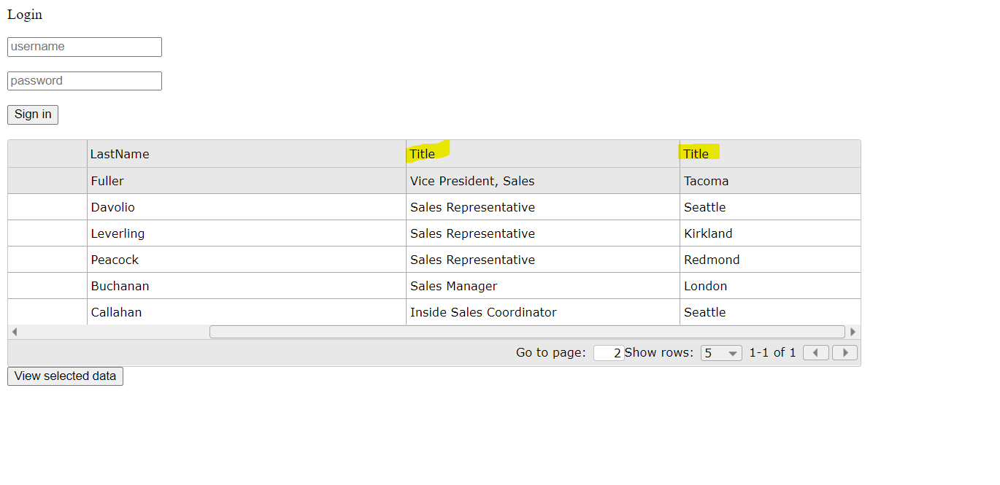 Login
username
password
Sign in
LastName Title Title
Fuller Vice President, Sales Tacoma
Davolio Sales Representative Seattle
Leverling Sales Representative Kirkland
Peacock Sales Representative Redmond
Buchanan Sales Manager London
Callahan Inside Sales Coordinator Seattle
Go to page: 2 Show rows: 5 1-1 of 1
View selected data